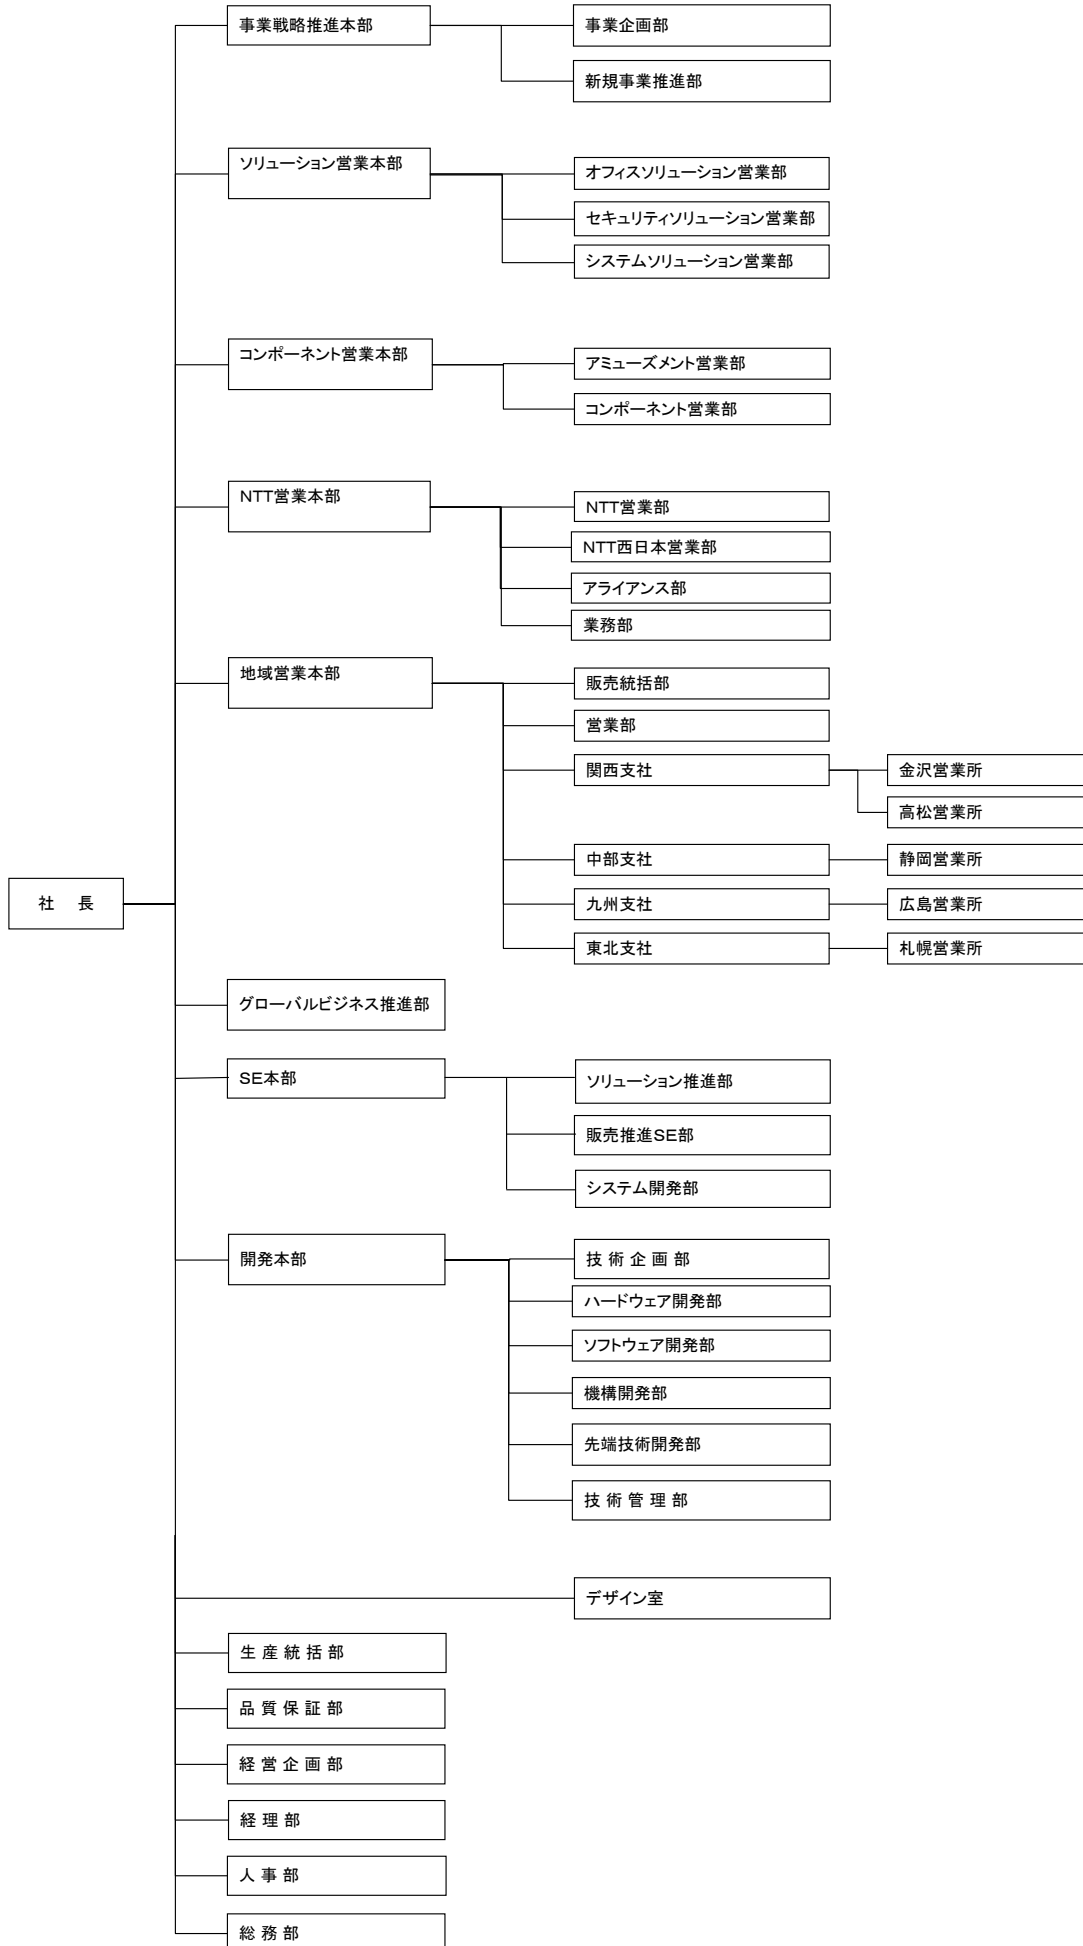 事業戦略推進本部
事業企画部
新規事業推進部
ソリューション営業本部
オフィスソリューション営業部
セキュリティソリューション営業部
システムソリューション営業部
コンポーネント営業本部
アミューズメント営業部
コンポーネント営業部
NTT営業本部
NTT営業部
NTT西日本営業部
アライアンス部
業務部
地域営業本部
販売統括部
営業部
関西支社
金沢営業所
高松営業所
中部支社
静岡営業所
社 長
九州支社
広島営業所
東北支社
札幌営業所
グローバルビジネス推進部
SE本部
ソリューション推進部
販売推進SE部
システム開発部
開発本部
技 術 企 画 部
ハードウェア開発部
ソフトウェア開発部
機構開発部
先端技術開発部
技 術 管 理 部
デザイン室
生 産 統 括 部
品 質 保 証 部
経 営 企 画 部
経 理 部
人 事 部
総 務 部